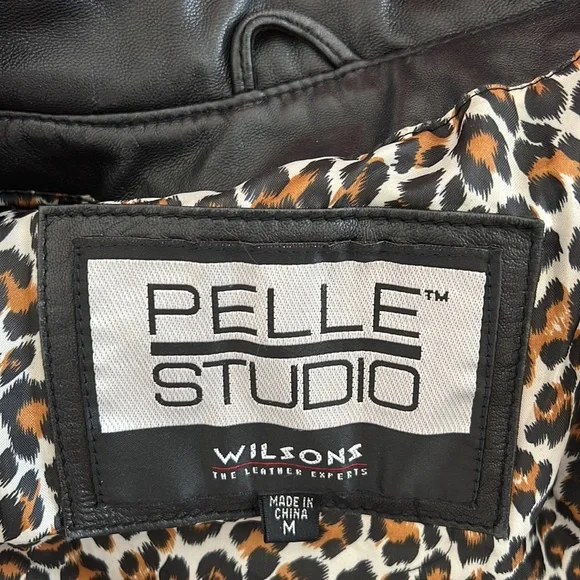 PELLE™
STUDIO
WILSONS
THE LEATHER EXPERTS
MADE IN
CHINA
M